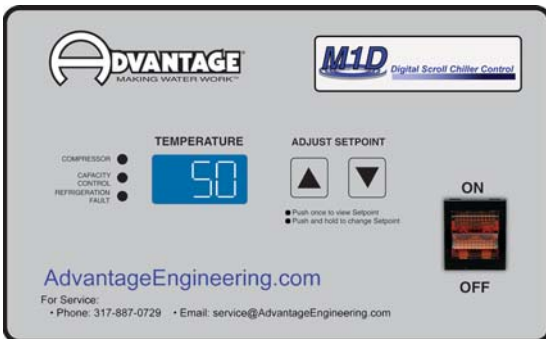 ADVANTAGE®
MAKING WATER WORK™
M1D Digital Scroll Chiller Control
TEMPERATURE
ADJUST SETPOINT
COMPRESSOR
CAPACITY
CONTROL
REFRIGERATION
FAULT
50
● Push once to view Setpoint
● Push and hold to change Setpoint
ON
OFF
AdvantageEngineering.com
For Service:
• Phone: 317-887-0729 • Email: service@AdvantageEngineering.com